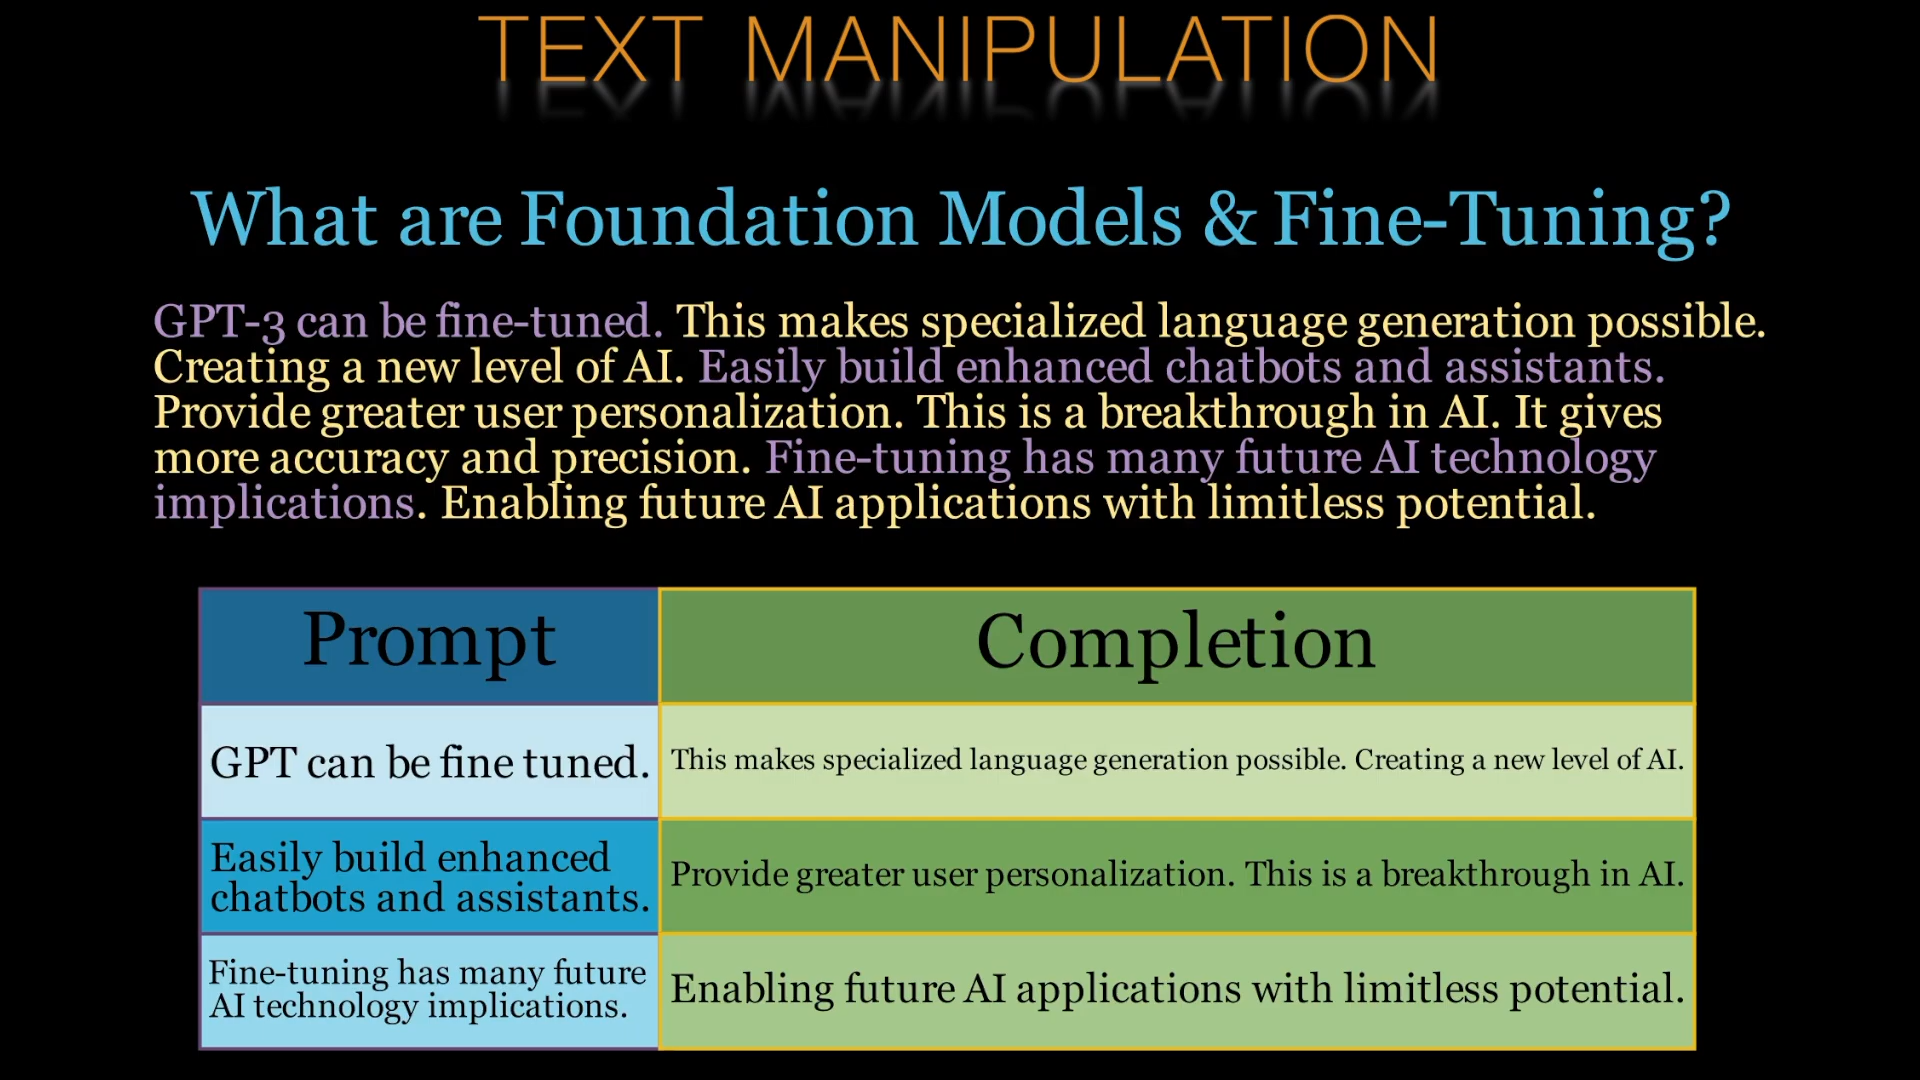 TEXT MANIPULATION
What are Foundation Models & Fine-Tuning?
GPT-3 can be fine-tuned. This makes specialized language generation possible.
Creating a new level of AI. Easily build enhanced chatbots and assistants.
Provide greater user personalization. This is a breakthrough in AI. It gives
more accuracy and precision. Fine-tuning has many future AI technology
implications. Enabling future AI applications with limitless potential.
Prompt
Completion
GPT can be fine tuned.
This makes specialized language generation possible. Creating a new level of AI.
Easily build enhanced
chatbots and assistants.
Provide greater user personalization. This is a breakthrough in AI.
Fine-tuning has many future
AI technology implications.
Enabling future AI applications with limitless potential.